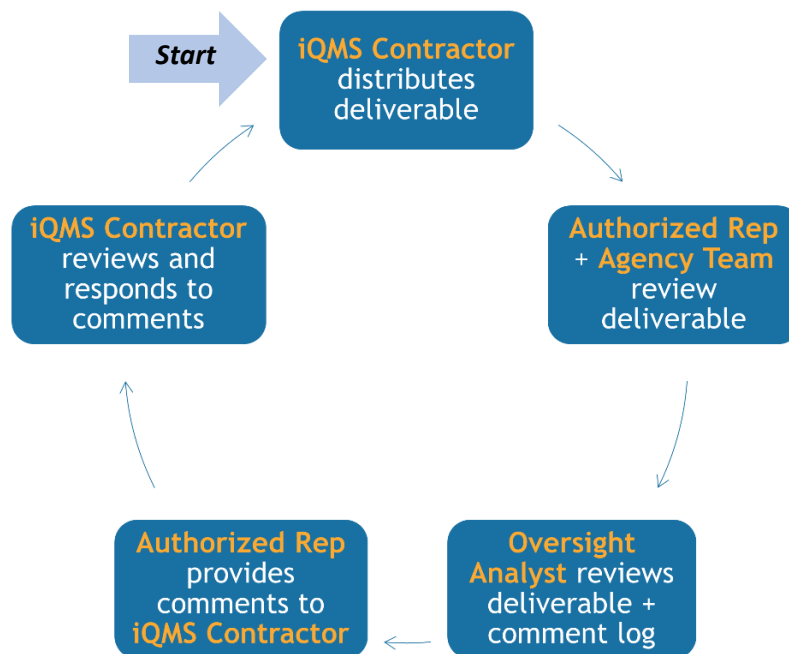 Start
iQMS Contractor
distributes
deliverable
Authorized Rep
+ Agency Team
review
deliverable
Oversight
Analyst reviews
deliverable +
comment log
Authorized Rep
provides
comments to
iQMS Contractor
iQMS Contractor
reviews and
responds to
comments